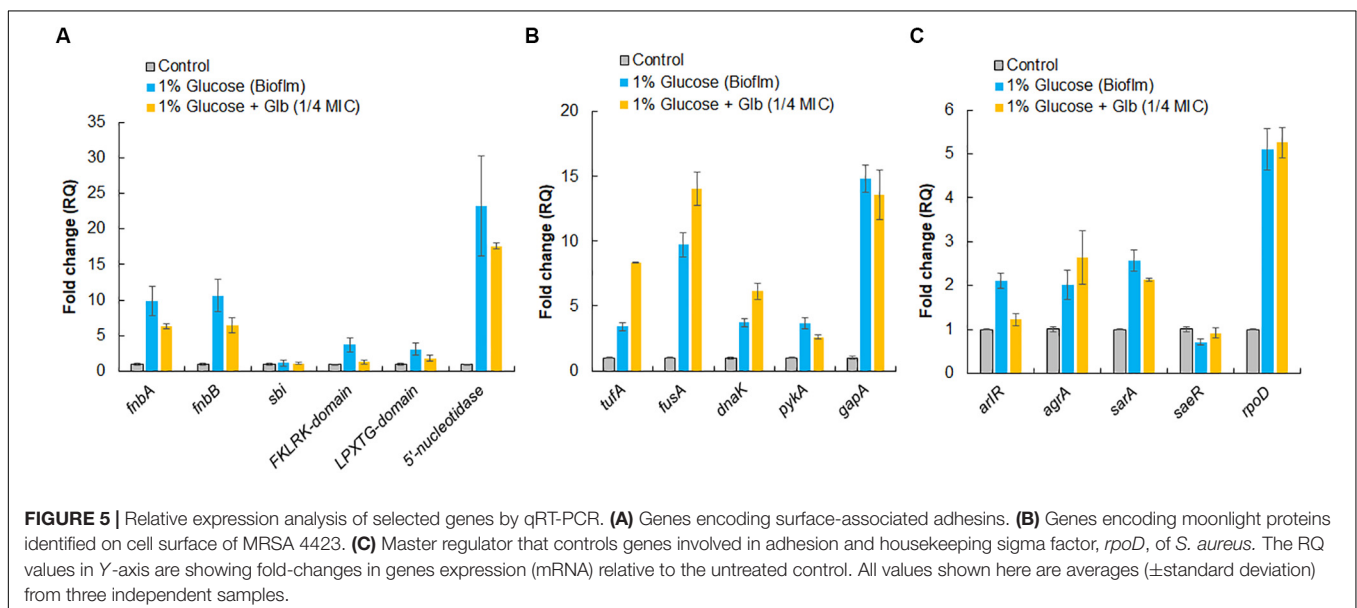 A
Control
1% Glucose (Bioflm)
1% Glucose + Glb (1/4 MIC)
Fold change (RQ)
35
30
25
20
15
10
5
0
fnbA
fnbB
sbi
FKLRK-domain
LPXTG-domain
5'-nucleotidase
B
Control
1% Glucose (Bioflm)
1% Glucose + Glb (1/4 MIC)
Fold change (RQ)
20
15
10
5
0
tufA
fusA
dnaK
pykA
gapA
C
Control
1% Glucose (Bioflm)
1% Glucose + Glb (1/4 MIC)
Fold change (RQ)
6
5
4
3
2
1
0
arlR
agrA
sarA
saeR
rpoD
FIGURE 5 | Relative expression analysis of selected genes by qRT-PCR. (A) Genes encoding surface-associated adhesins. (B) Genes encoding moonlight proteins
identified on cell surface of MRSA 4423. (C) Master regulator that controls genes involved in adhesion and housekeeping sigma factor, rpoD, of S. aureus. The RQ
values in Y-axis are showing fold-changes in genes expression (mRNA) relative to the untreated control. All values shown here are averages (±standard deviation)
from three independent samples.